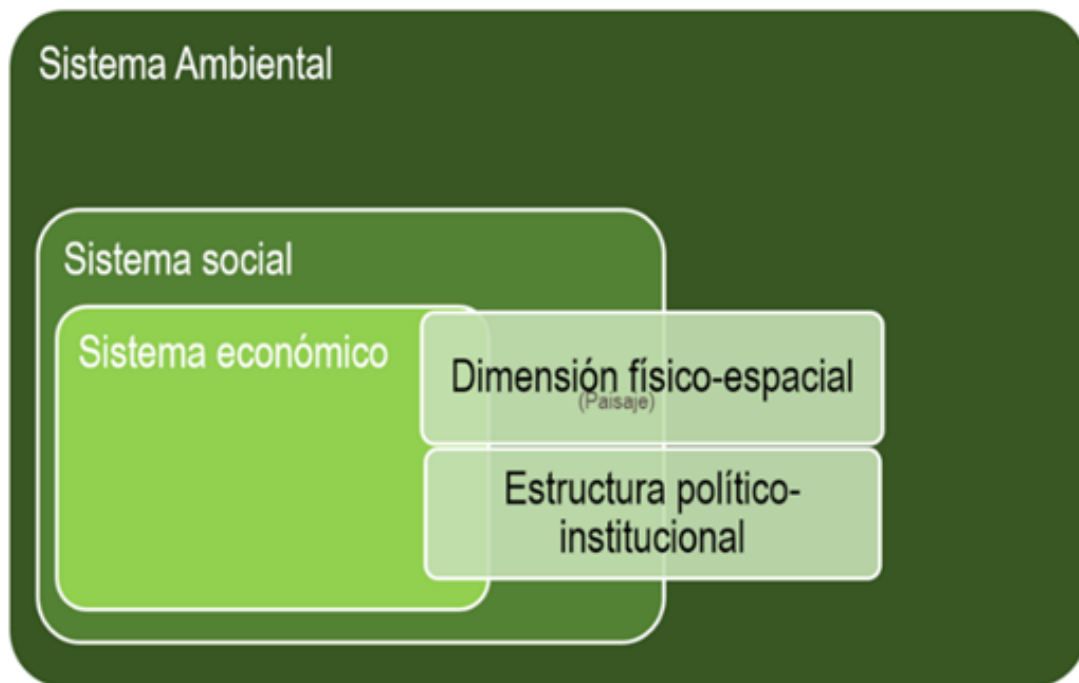 Sistema Ambiental
Sistema social
Sistema económico
Dimensión físico-espacial
(Paisaje)
Estructura político-
institucional